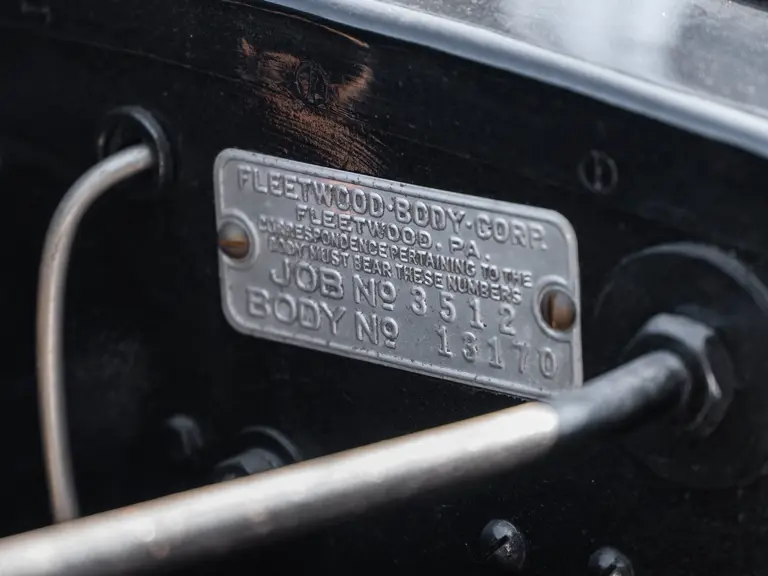 FLEETWOOD·BODY·CORP.
FLEETWOOD. PA.
CORRESPONDENCE PERTAINING TO THE
BODY MUST BEAR THESE NUMBERS
JOB Nº 3512
BODY Nº 13170